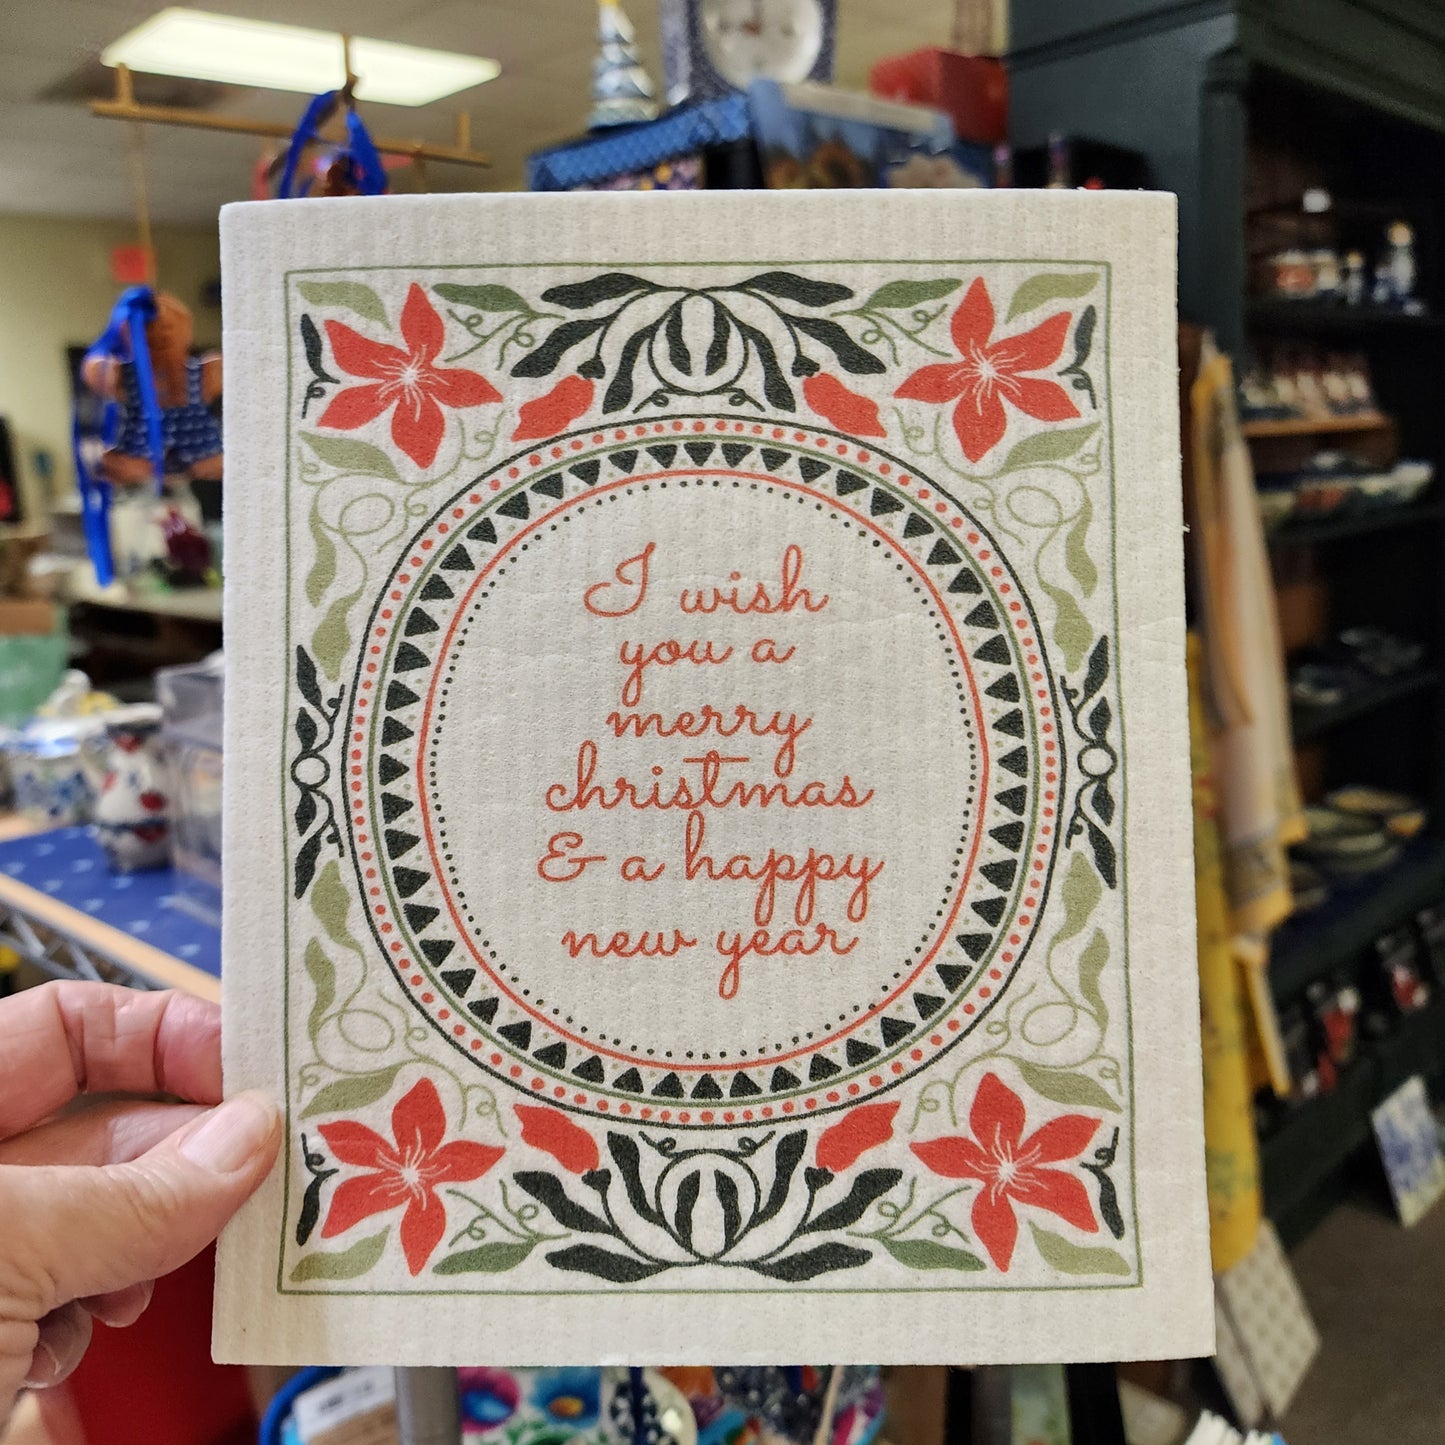 I wish
you a
merry
christmas
& a happy
new year